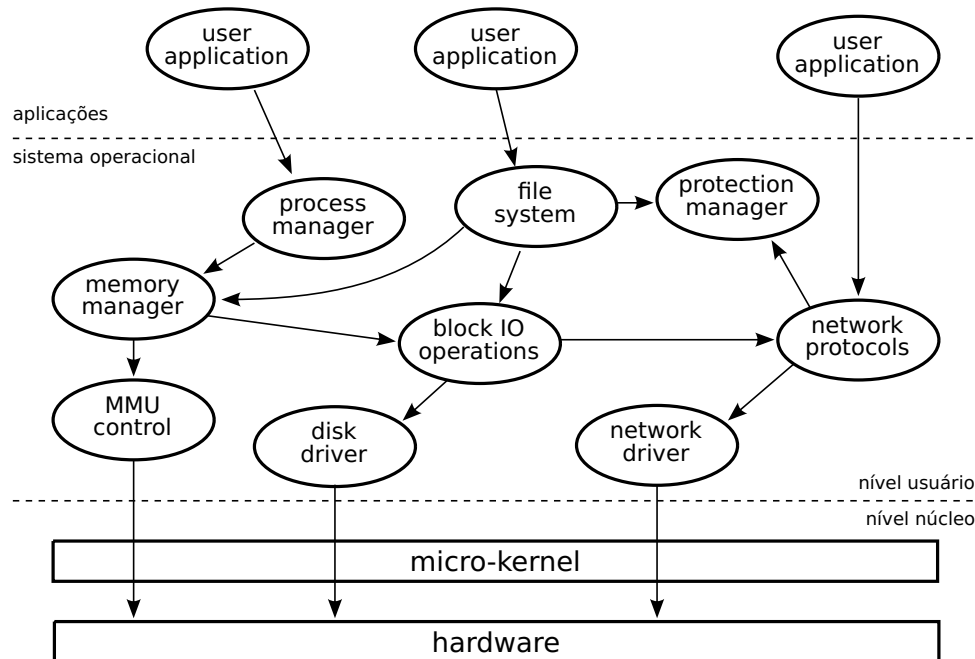 user
application
user
application
user
application
aplicações
sistema operacional
process
manager
file
system
protection
manager
memory
manager
block IO
operations
network
protocols
MMU
control
disk
driver
network
driver
nível usuário
nível núcleo
micro-kernel
hardware